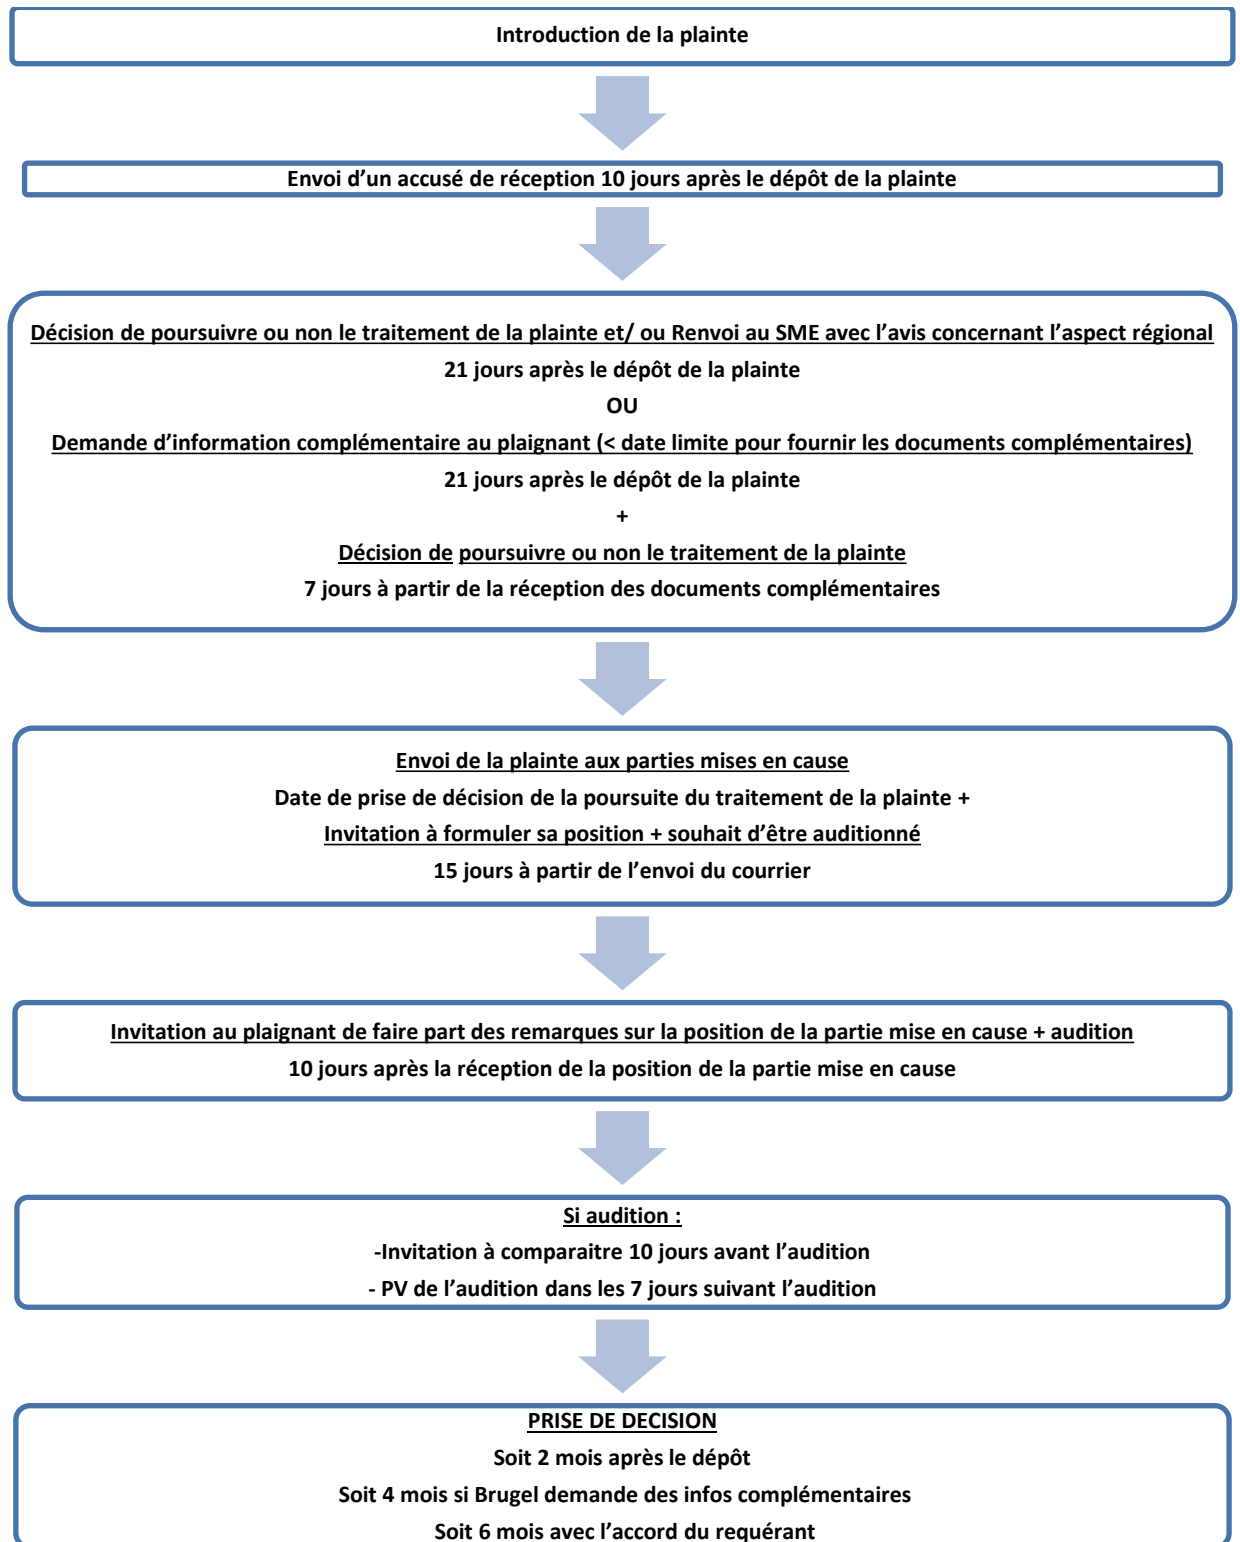 Introduction de la plainte
Envoi d’un accusé de réception 10 jours après le dépôt de la plainte
Décision de poursuivre ou non le traitement de la plainte et/ ou Renvoi au SME avec l’avis concernant l’aspect régional
21 jours après le dépôt de la plainte
OU
Demande d’information complémentaire au plaignant (< date limite pour fournir les documents complémentaires)
21 jours après le dépôt de la plainte
+
Décision de poursuivre ou non le traitement de la plainte
7 jours à partir de la réception des documents complémentaires
Envoi de la plainte aux parties mises en cause
Date de prise de décision de la poursuite du traitement de la plainte +
Invitation à formuler sa position + souhait d’être auditionné
15 jours à partir de l’envoi du courrier
Invitation au plaignant de faire part des remarques sur la position de la partie mise en cause + audition
10 jours après la réception de la position de la partie mise en cause
Si audition :
-Invitation à comparaitre 10 jours avant l’audition
- PV de l’audition dans les 7 jours suivant l’audition
PRISE DE DECISION
Soit 2 mois après le dépôt
Soit 4 mois si Brugel demande des infos complémentaires
Soit 6 mois avec l’accord du requérant